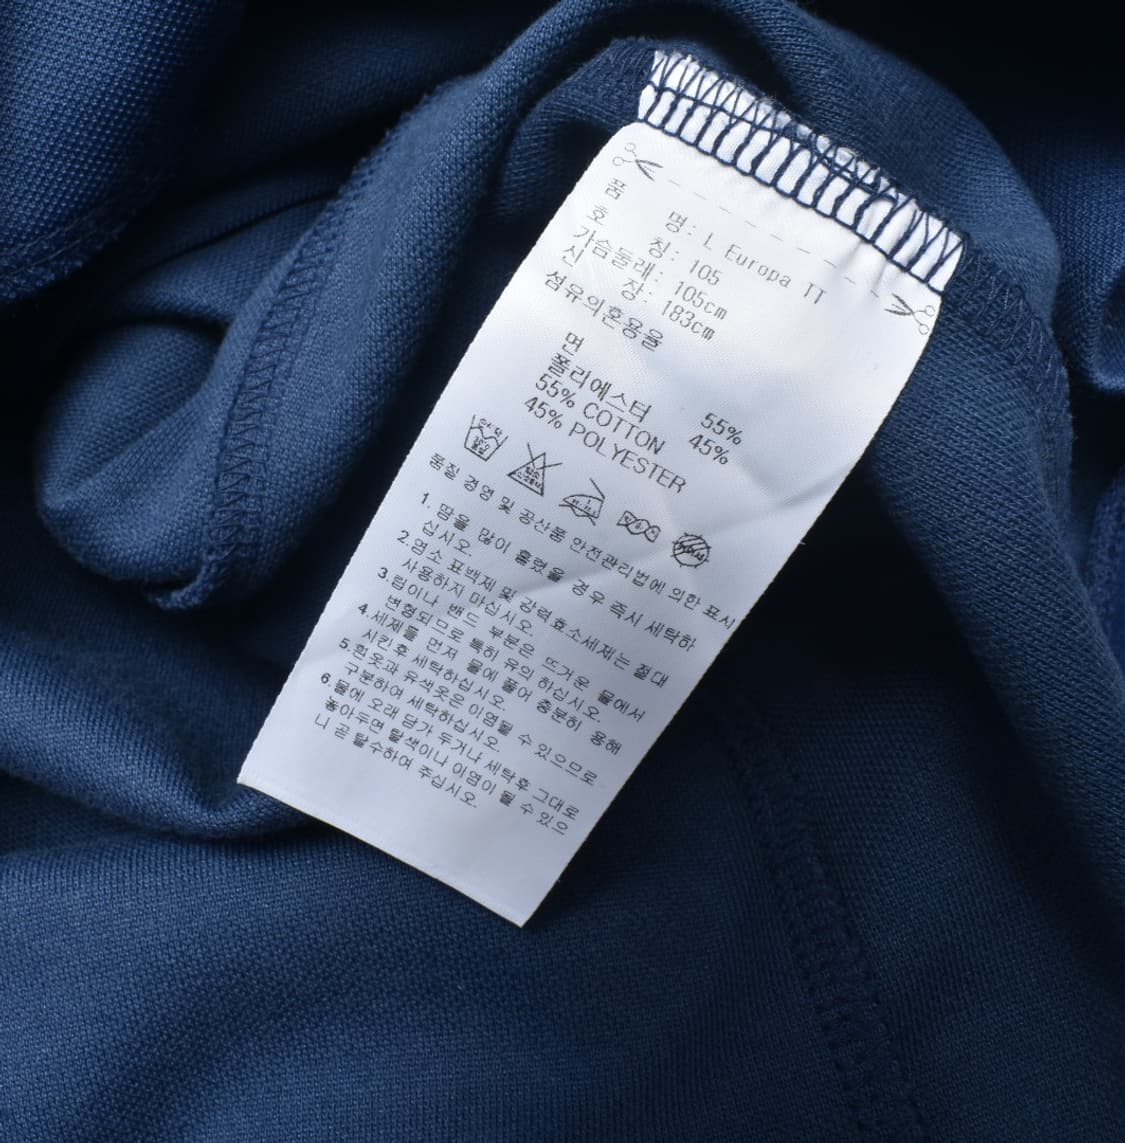 품 명: L Europa TT
호 칭: 105
가슴둘레: 105cm
신 장: 183cm
섬유의혼용율
면 55%
폴리에스터 45%
55% COTTON
45% POLYESTER
품질 경영 및 공산품 안전관리법에 의한 표시
1. 땀을 많이 흘렸을 경우 즉시 세탁하
십시오.
2.염소 표백제 및 강력효소세제는 절대
사용하지 마십시오.
3.립이나 밴드 부분은 뜨거운 물에서
변형되므로 특히 유의 하십시오.
4.세제를 먼저 물에 풀어 충분히 용해
시킨후 세탁하십시오.
5.흰옷과 유색옷은 이염될 수 있으므로
구분하여 세탁하십시오.
6.물에 오래 담가 두거나 세탁후 그대로
놓아두면 탈색이나 이염이 될 수 있으
니 곧 탈수하여 주십시오.